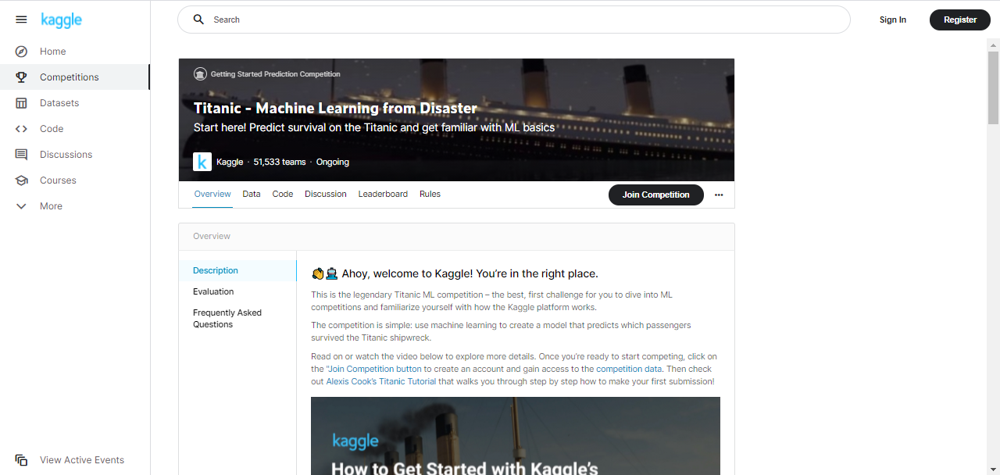 kaggle
Search
Sign In
Register
Home
Competitions
Datasets
Code
Discussions
Courses
More
View Active Events
Getting Started Prediction Competition
Titanic - Machine Learning from Disaster
Start here! Predict survival on the Titanic and get familiar with ML basics
k
Kaggle · 51,533 teams · Ongoing
Overview
Data
Code
Discussion
Leaderboard
Rules
Join Competition
Overview
Description
Evaluation
Frequently Asked
Questions
👋🚢 Ahoy, welcome to Kaggle! You’re in the right place.
This is the legendary Titanic ML competition – the best, first challenge for you to dive into ML
competitions and familiarize yourself with how the Kaggle platform works.
The competition is simple: use machine learning to create a model that predicts which passengers
survived the Titanic shipwreck.
Read on or watch the video below to explore more details. Once you’re ready to start competing, click on
the "Join Competition button to create an account and gain access to the competition data. Then check
out Alexis Cook’s Titanic Tutorial that walks you through step by step how to make your first submission!
kaggle
How to Get Started with Kaggle’s